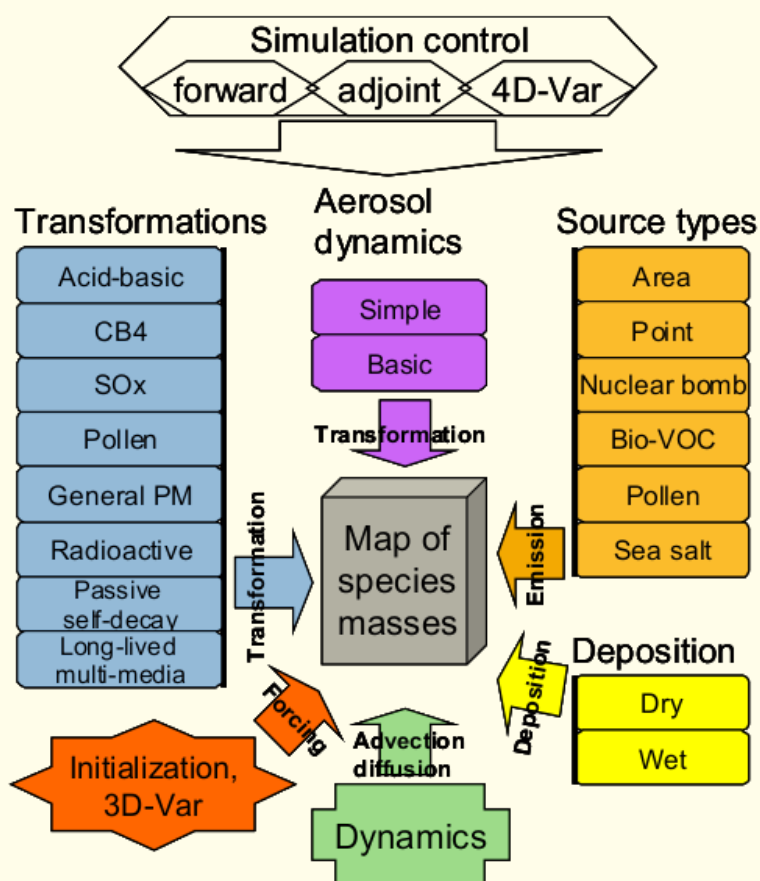 Simulation control
forward adjoint 4D-Var
Transformations
Acid-basic
CB4
SOx
Pollen
General PM
Radioactive
Passive
self-decay
Long-lived
multi-media
Transformation
Aerosol
dynamics
Simple
Basic
Transformation
Map of
species
masses
Source types
Area
Point
Nuclear bomb
Bio-VOC
Pollen
Sea salt
Emission
Deposition
Dry
Wet
Deposition
Forcing
Initialization,
3D-Var
Advection
diffusion
Dynamics